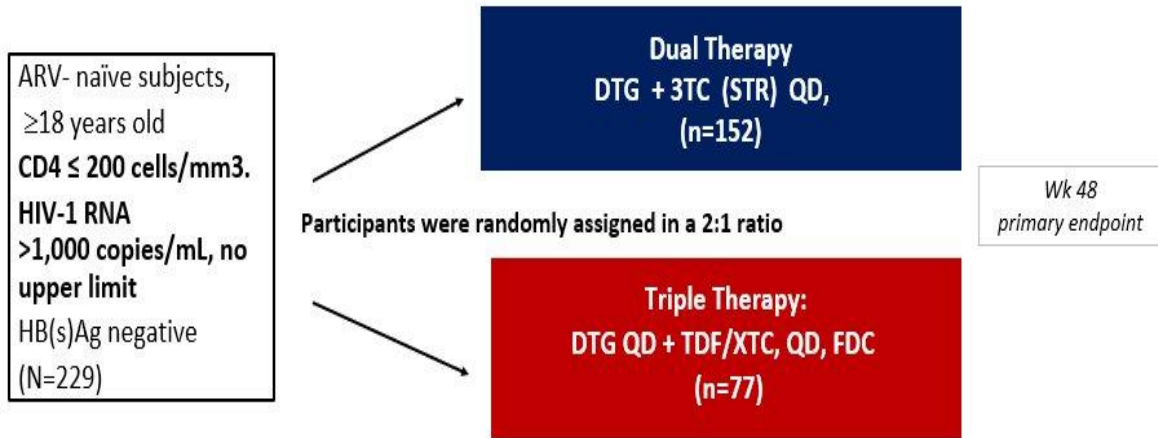 ARV- naïve subjects,
≥18 years old
CD4 ≤ 200 cells/mm3.
HIV-1 RNA
>1,000 copies/mL, no
upper limit
HB(s)Ag negative
(N=229)
Dual Therapy
DTG + 3TC (STR) QD,
(n=152)
Participants were randomly assigned in a 2:1 ratio
Triple Therapy:
DTG QD + TDF/XTC, QD, FDC
(n=77)
Wk 48
primary endpoint